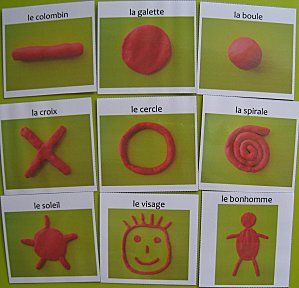 le colombin
la galette
la boule
la croix
le cercle
la spirale
le soleil
le visage
le bonhomme